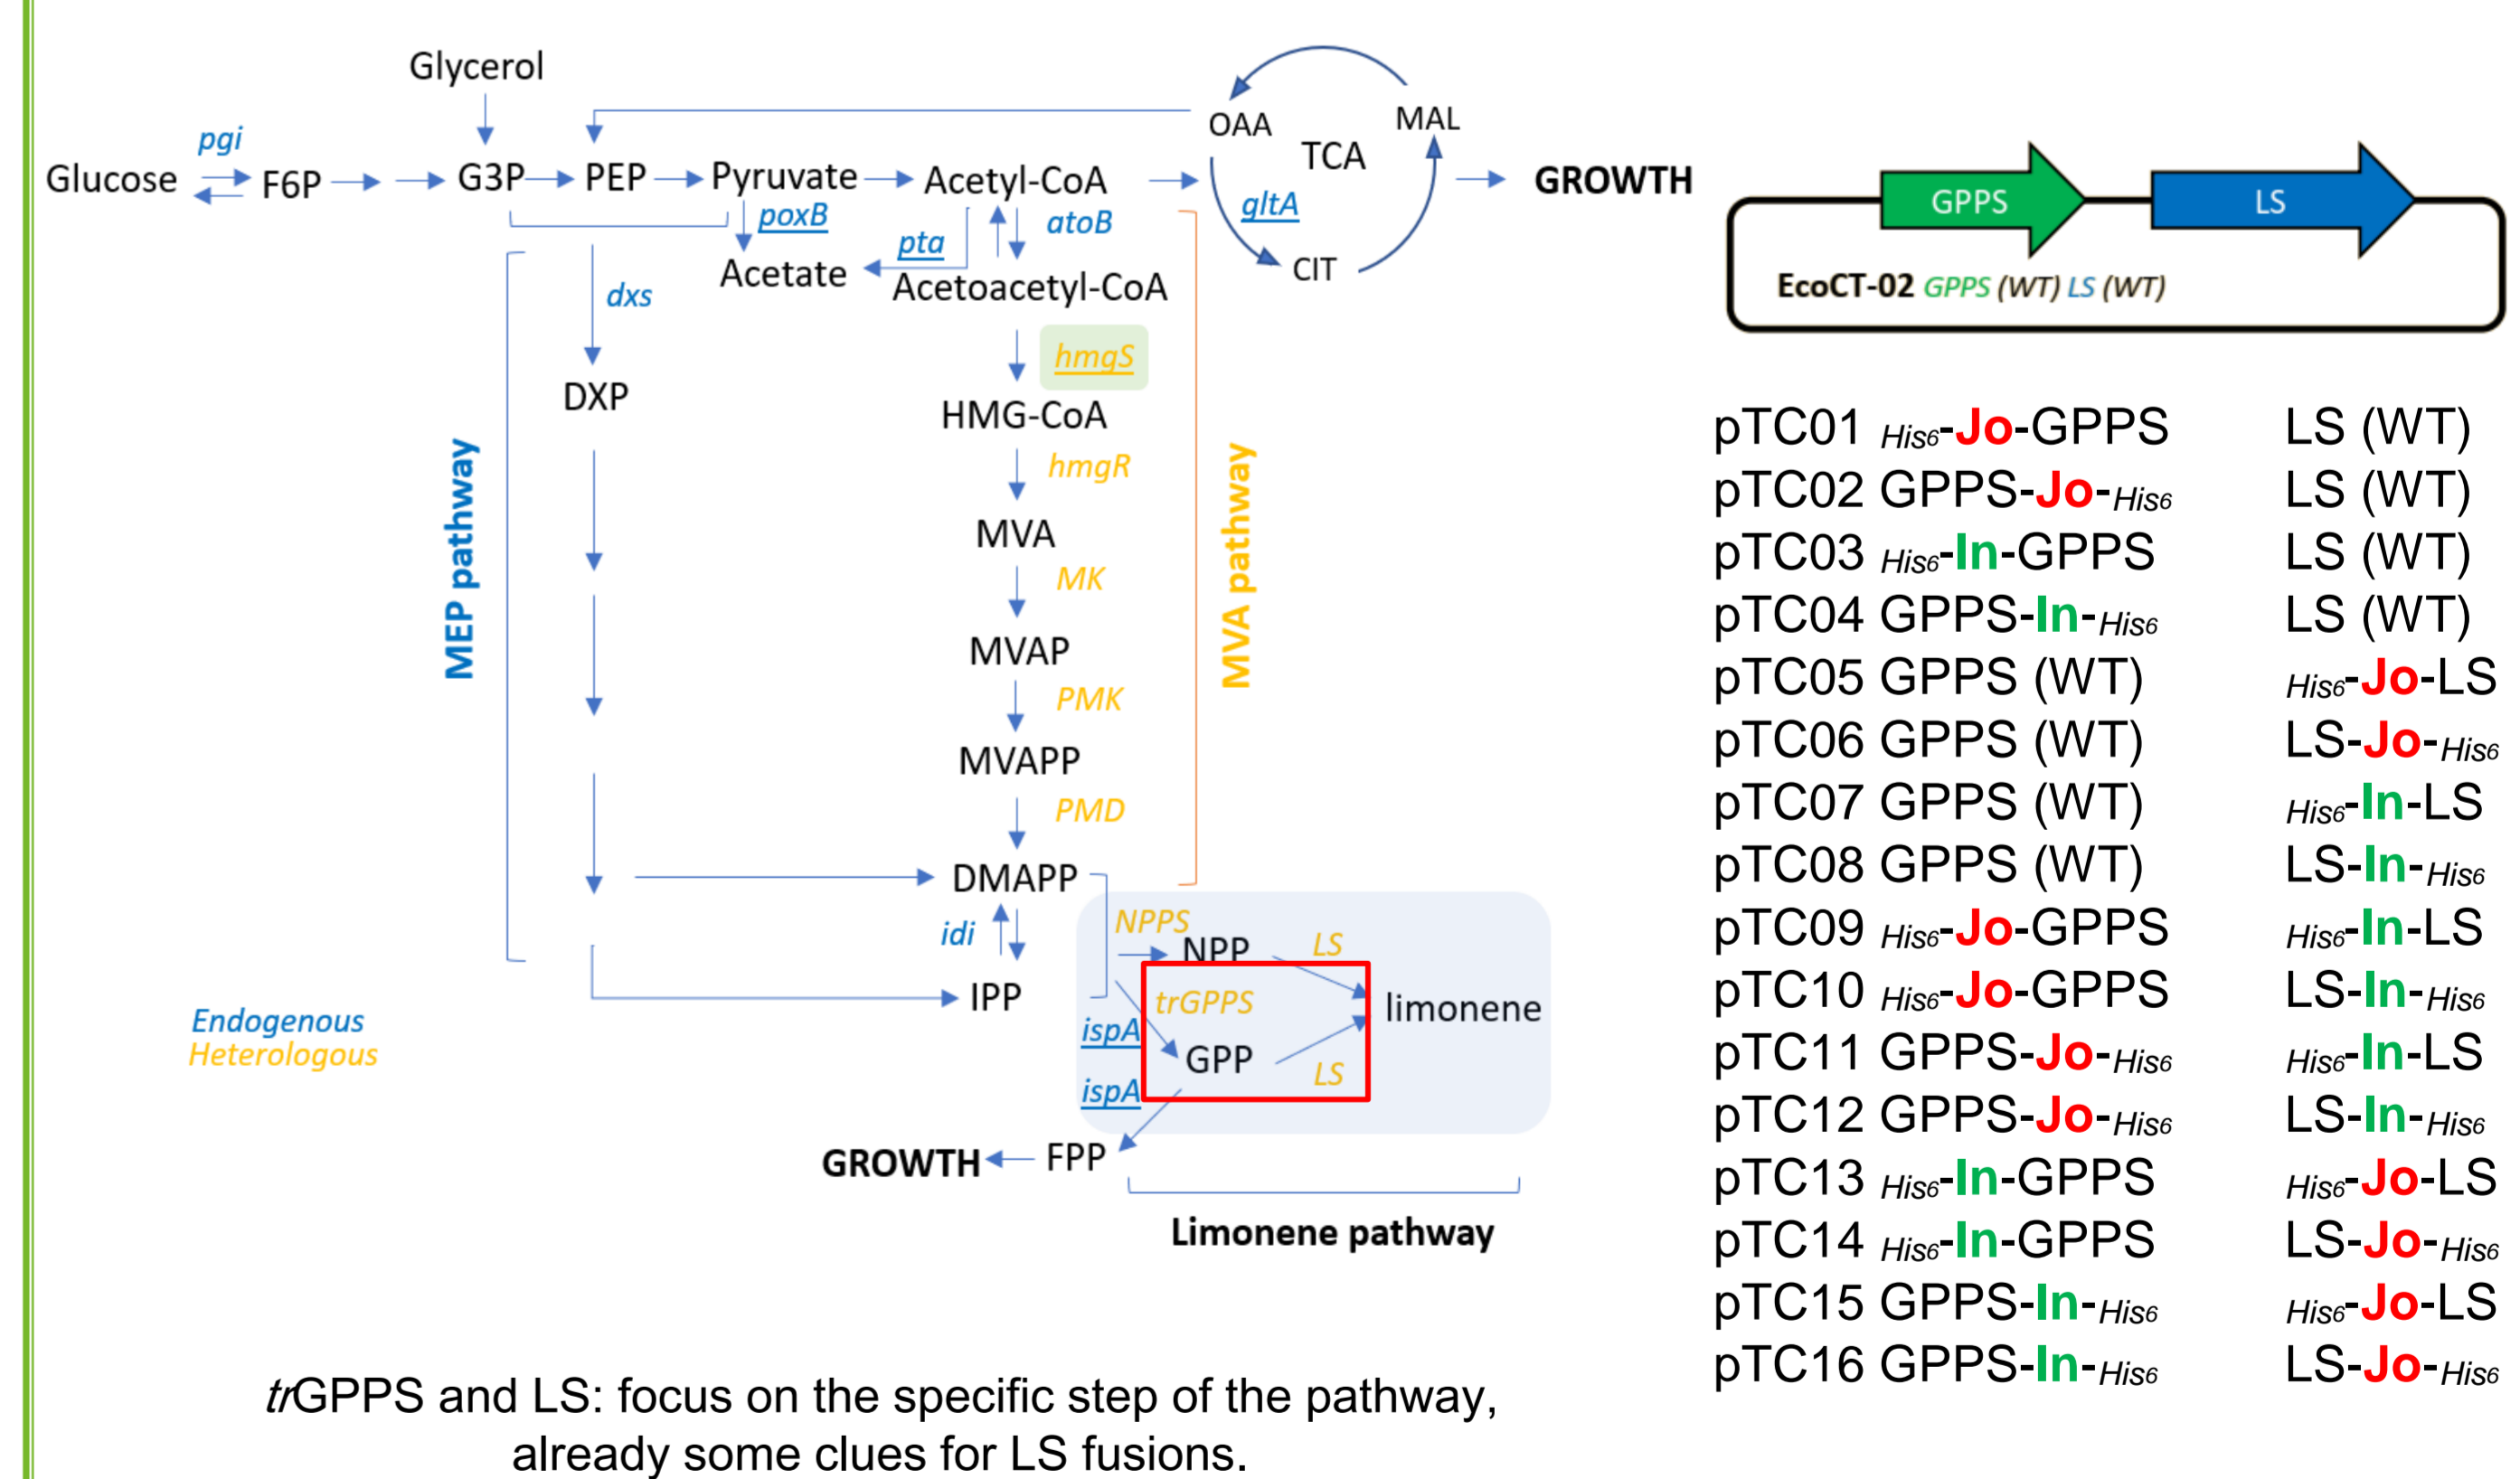 Glycerol
Glucose
pgi
F6P
G3P
PEP
Pyruvate
Acetyl-CoA
OAA
MAL
TCA
gltA
CIT
GROWTH
poxB
pta
atoB
Acetate
Acetoacetyl-CoA
dxs
hmgS
DXP
HMG-CoA
hmgR
MEP pathway
MVA pathway
MVA
MK
MVAP
PMK
MVAPP
PMD
DMAPP
idi
IPP
NPPS
NPP
LS
trGPPS
limonene
ispA
GPP
LS
ispA
Endogenous
Heterologous
GROWTH
FPP
Limonene pathway
trGPPS and LS: focus on the specific step of the pathway,
already some clues for LS fusions.
GPPS
LS
EcoCT-02 GPPS (WT) LS (WT)
pTC01 His6-Jo-GPPS LS (WT)
pTC02 GPPS-Jo-His6 LS (WT)
pTC03 His6-In-GPPS LS (WT)
pTC04 GPPS-In-His6 LS (WT)
pTC05 GPPS (WT) His6-Jo-LS
pTC06 GPPS (WT) LS-Jo-His6
pTC07 GPPS (WT) His6-In-LS
pTC08 GPPS (WT) LS-In-His6
pTC09 His6-Jo-GPPS His6-In-LS
pTC10 His6-Jo-GPPS LS-In-His6
pTC11 GPPS-Jo-His6 His6-In-LS
pTC12 GPPS-Jo-His6 LS-In-His6
pTC13 His6-In-GPPS His6-Jo-LS
pTC14 His6-In-GPPS LS-Jo-His6
pTC15 GPPS-In-His6 His6-Jo-LS
pTC16 GPPS-In-His6 LS-Jo-His6